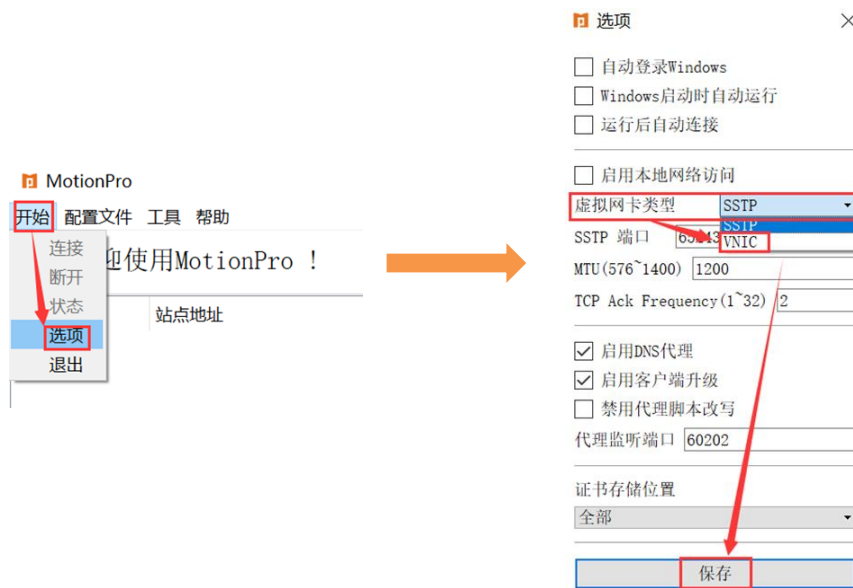 MotionPro
开始 配置文件 工具 帮助
连接
断开
状态
选项
退出
迎使用MotionPro !
站点地址
选项
自动登录Windows
Windows启动时自动运行
运行后自动连接
启用本地网络访问
虚拟网卡类型 SSTP
SSTP
VNIC
SSTP 端口
MTU(576~1400) 1200
TCP Ack Frequency(1~32) 2
启用DNS代理
启用客户端升级
禁用代理脚本改写
代理监听端口 60202
证书存储位置
全部
保存